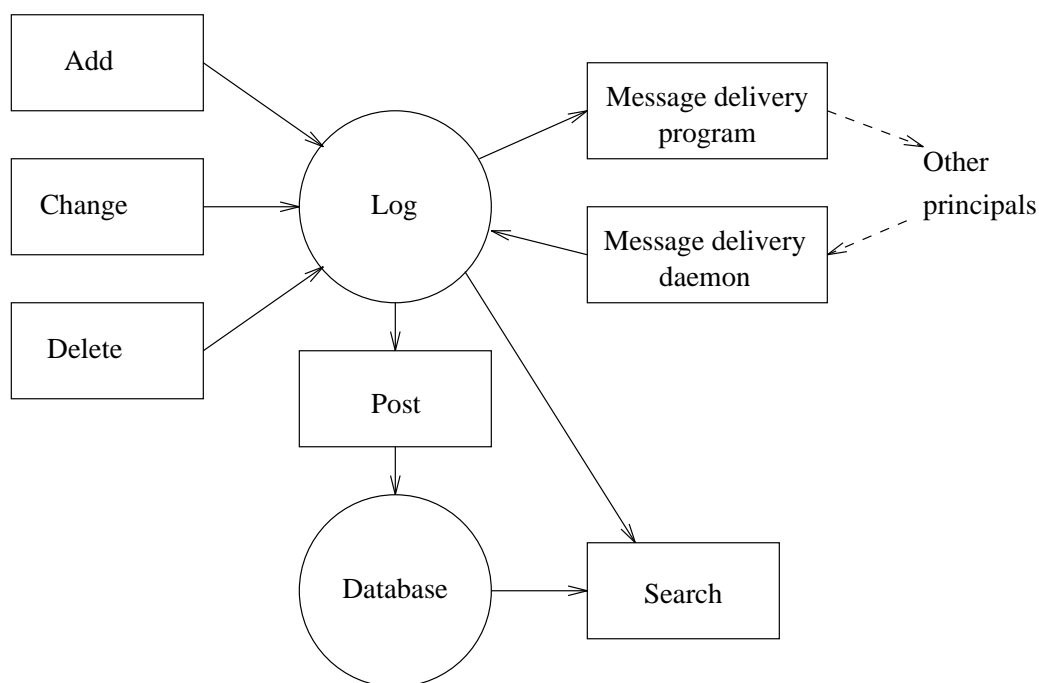 Add
Change
Delete
Log
Post
Database
Message delivery
program
Message delivery
daemon
Other
principals
Search